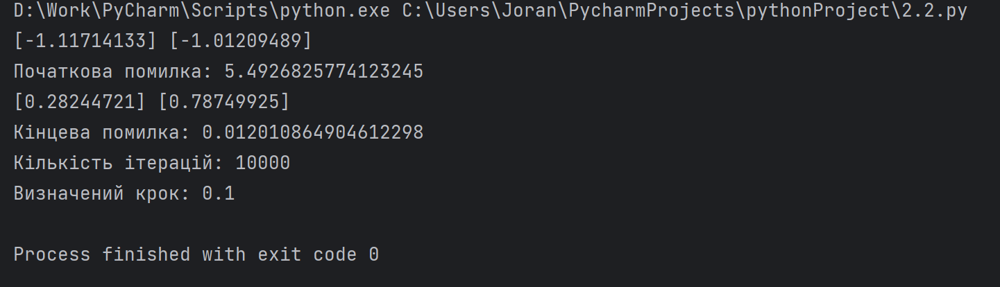 D:\Work\PyCharm\Scripts\python.exe C:\Users\Joran\PycharmProjects\pythonProject\2.2.py
[-1.11714133] [-1.01209489]
Початкова помилка: 5.4926825774123245
[0.28244721] [0.78749925]
Кінцева помилка: 0.012010864904612298
Кількість ітерацій: 10000
Визначений крок: 0.1
Process finished with exit code 0